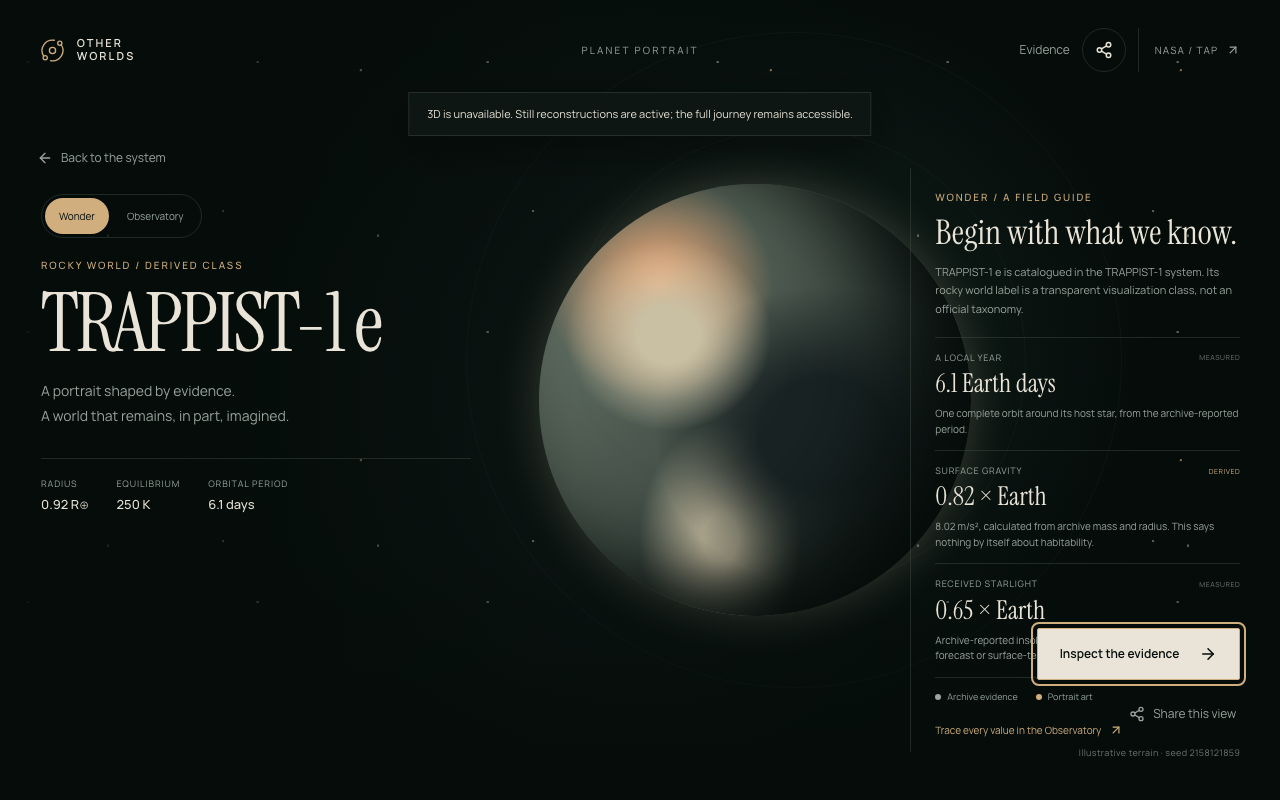 OTHER
WORLDS
PLANET PORTRAIT
Evidence
NASA / TAP
3D is unavailable. Still reconstructions are active; the full journey remains accessible.
Back to the system
Wonder
Observatory
ROCKY WORLD / DERIVED CLASS
TRAPPIST-1 e
A portrait shaped by evidence.
A world that remains, in part, imagined.
RADIUS
0.92 R⊕
EQUILIBRIUM
250 K
ORBITAL PERIOD
6.1 days
WONDER / A FIELD GUIDE
Begin with what we know.
TRAPPIST-1 e is catalogued in the TRAPPIST-1 system. Its
rocky world label is a transparent visualization class, not an
official taxonomy.
A LOCAL YEAR
MEASURED
6.1 Earth days
One complete orbit around its host star, from the archive-reported
period.
SURFACE GRAVITY
DERIVED
0.82 × Earth
8.02 m/s², calculated from archive mass and radius. This says
nothing by itself about habitability.
RECEIVED STARLIGHT
MEASURED
0.65 × Earth
Archive-reported
forecast or
Inspect the evidence
Archive evidence
Portrait art
Share this view
Trace every value in the Observatory
Illustrative terrain · seed 2158121859